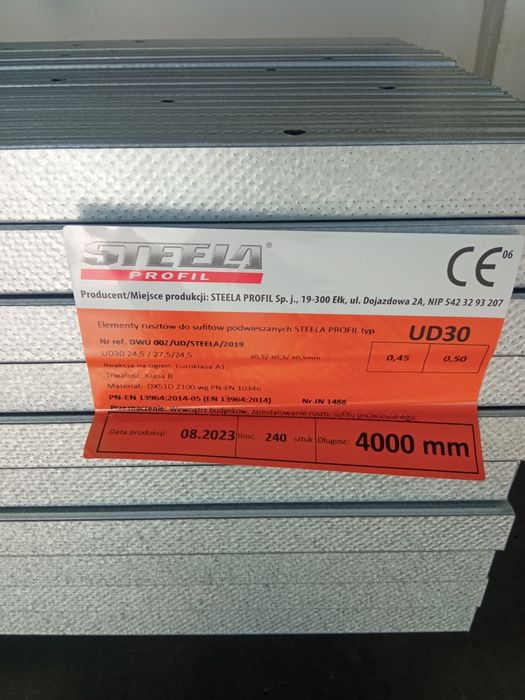 STEELA®
PROFIL
CE 06
Producent/Miejsce produkcji: STEELA PROFIL Sp. j., 19-300 Ełk, ul. Dojazdowa 2A, NIP 542 32 93 207
Elementy rusztów do sufitów podwieszanych STEELA PROFIL typ UD30
Nr ref. DWU 002/UD/STEELA/2019
UD30 24,5 / 27,5/24,5 ±0,5/ ±0,3/ ±0,5mm 0,45 0,50
Reakcja na ogień: Euroklasa A1;
Trwałość: Klasa B
Materiał: DX51D Z100 wg PN-EN 10346
PN-EN 13964:2014-05 (EN 13964:2014) Nr JN 1488
Przeznaczenie: Wewnątrz budynków, zainstalowanie rusztu sufitu podwieszanego.
Data produkcji: 08.2023 Ilość: 240 sztuk Długość: 4000 mm